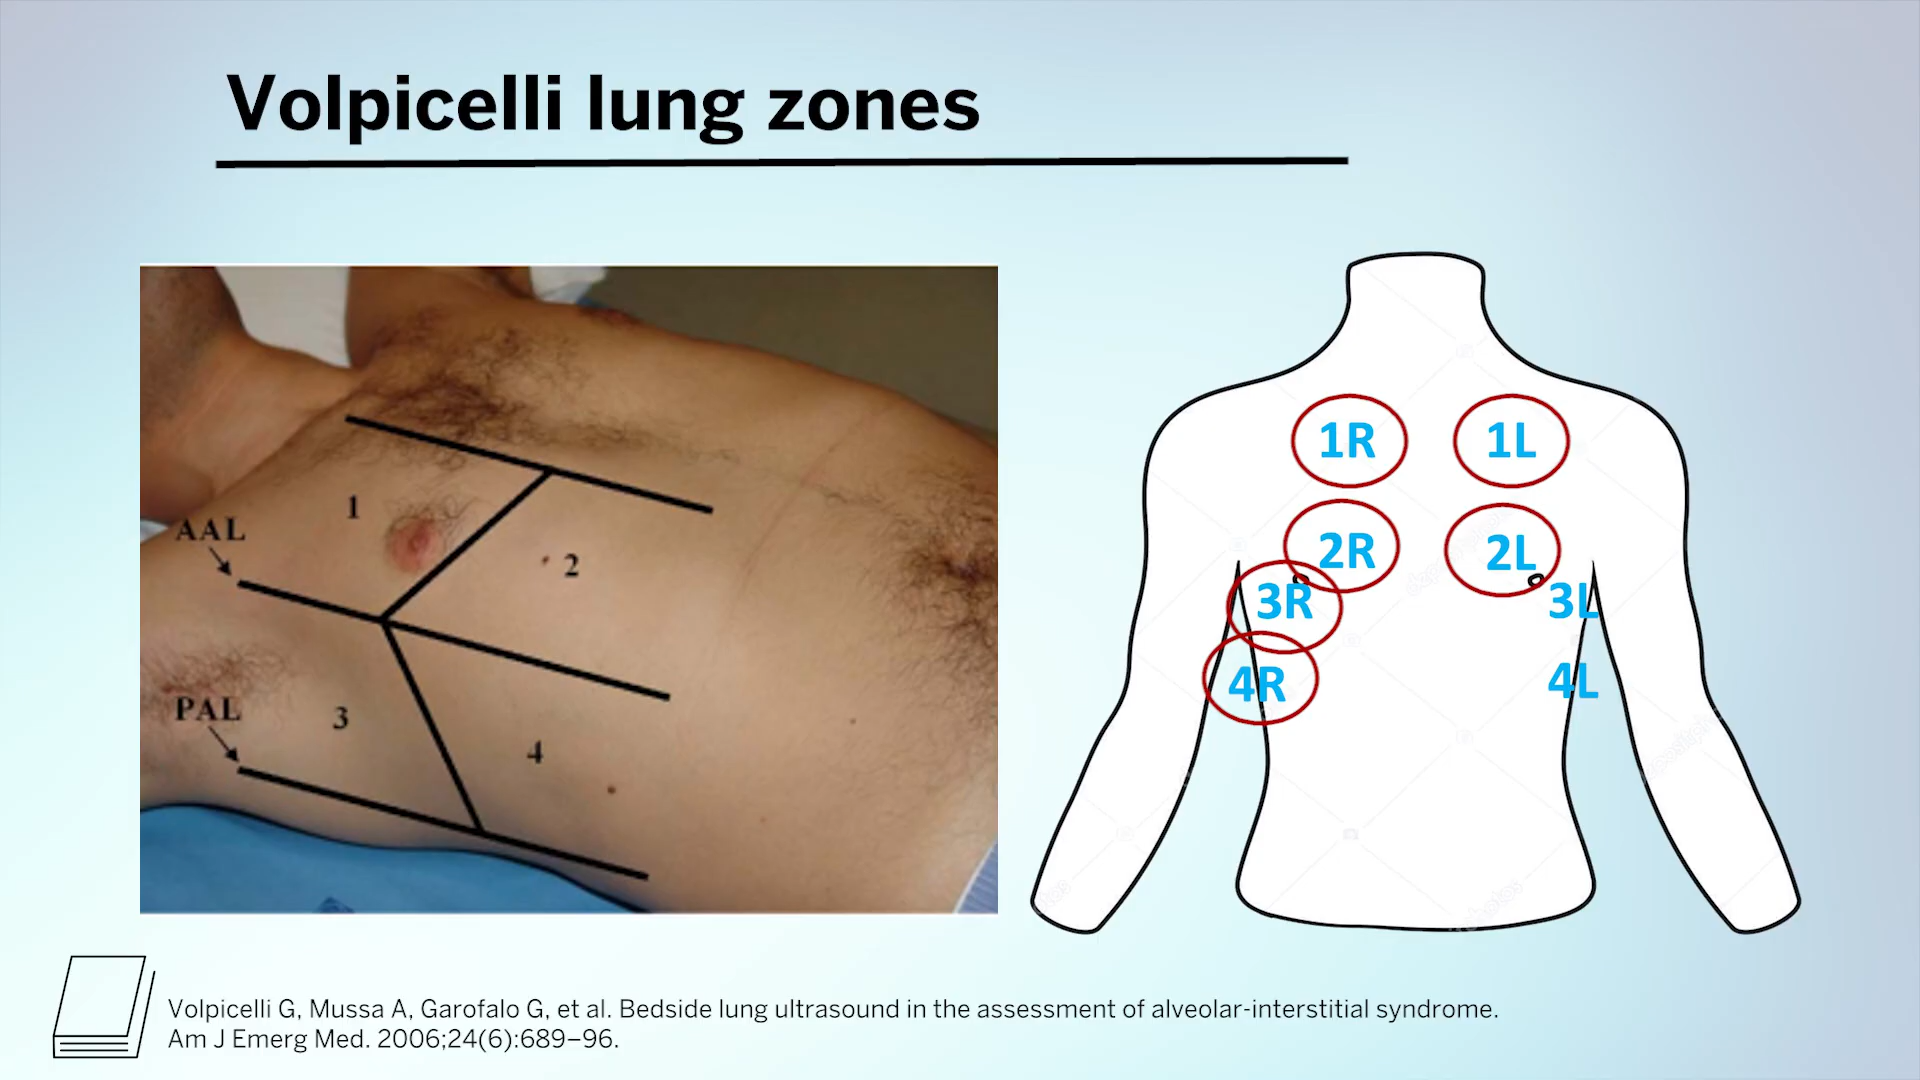 Volpicelli lung zones
1
AAL
2
PAL
3
4
1R 1L
2R 2L
3R 3L
4R 4L
Volpicelli G, Mussa A, Garofalo G, et al. Bedside lung ultrasound in the assessment of alveolar-interstitial syndrome.
Am J Emerg Med. 2006;24(6):689–96.